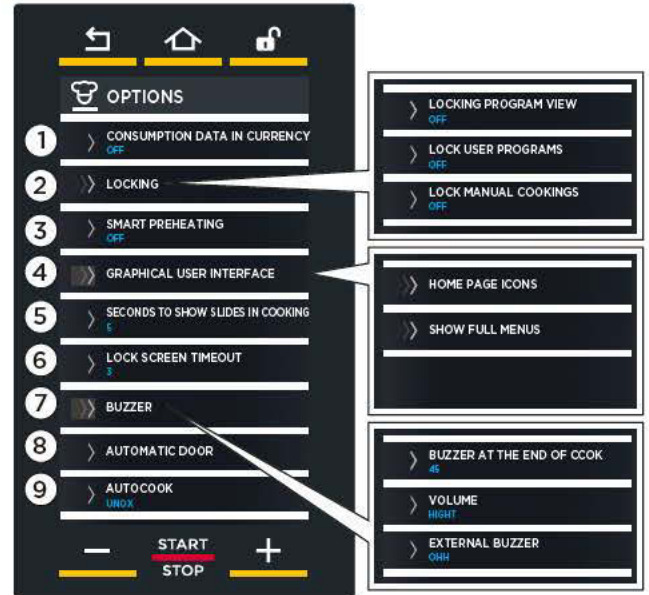 OPTIONS
1
CONSUMPTION DATA IN CURRENCY
OFF
2
LOCKING
3
SMART PREHEATING
OFF
4
GRAPHICAL USER INTERFACE
5
SECONDS TO SHOW SLIDES IN COOKING
5
6
LOCK SCREEN TIMEOUT
3
7
BUZZER
8
AUTOMATIC DOOR
9
AUTOCOOK
UNOX
START
STOP
LOCKING PROGRAM VIEW
OFF
LOCK USER PROGRAMS
OFF
LOCK MANUAL COOKINGS
OFF
HOME PAGE ICONS
SHOW FULL MENUS
BUZZER AT THE END OF CCOK
45
VOLUME
HIGHT
EXTERNAL BUZZER
OHH